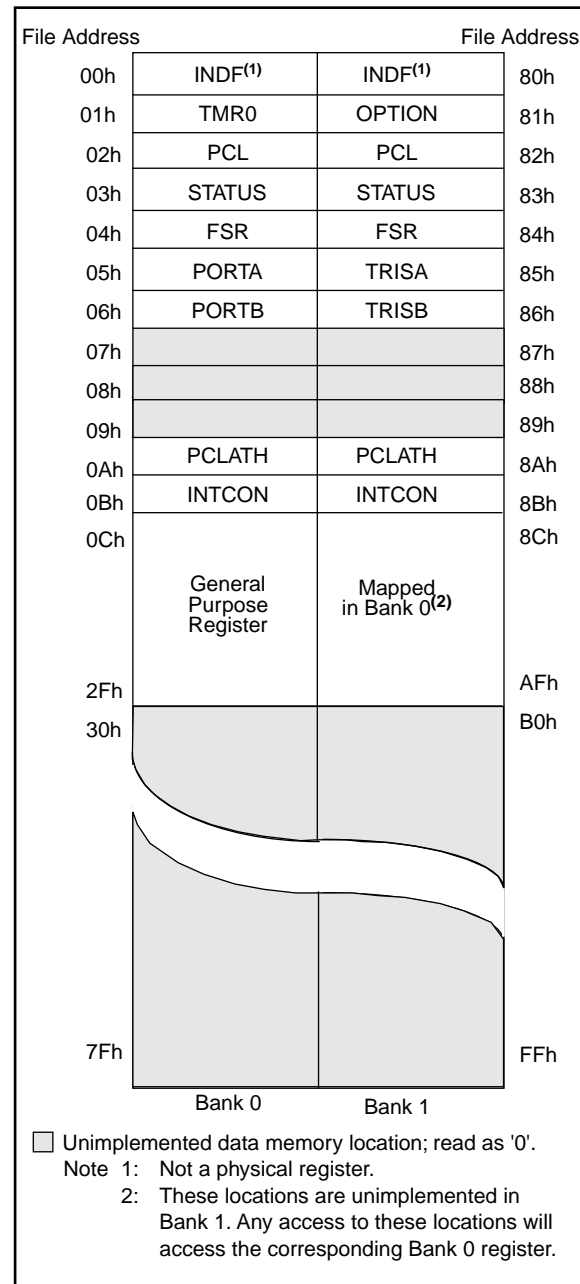 File Address File Address
00h INDF(1) INDF(1) 80h
01h TMR0 OPTION 81h
02h PCL PCL 82h
03h STATUS STATUS 83h
04h FSR FSR 84h
05h PORTA TRISA 85h
06h PORTB TRISB 86h
07h 87h
08h 88h
09h 89h
0Ah PCLATH PCLATH 8Ah
0Bh INTCON INTCON 8Bh
0Ch 8Ch
General Mapped
Purpose in Bank 0(2)
Register
2Fh AFh
30h B0h
7Fh FFh
Bank 0 Bank 1
Unimplemented data memory location; read as '0'.
Note 1: Not a physical register.
2: These locations are unimplemented in
Bank 1. Any access to these locations will
access the corresponding Bank 0 register.